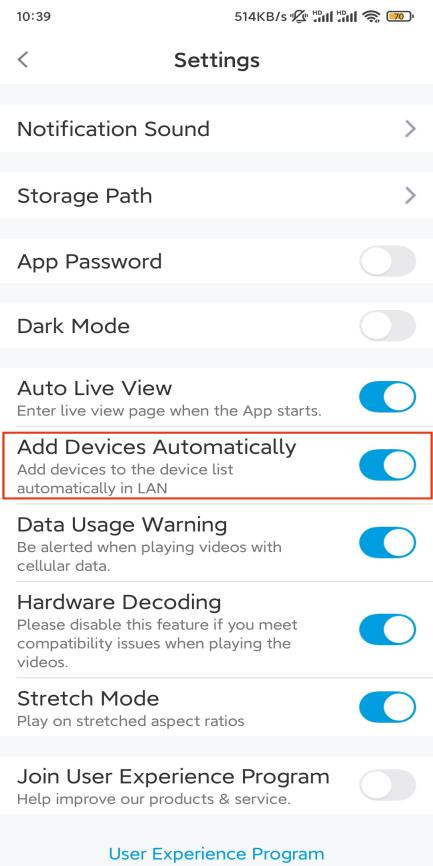 10:39 514KB/s HD HD 70
Settings
Notification Sound
Storage Path
App Password
Dark Mode
Auto Live View
Enter live view page when the App starts.
Add Devices Automatically
Add devices to the device list
automatically in LAN
Data Usage Warning
Be alerted when playing videos with
cellular data.
Hardware Decoding
Please disable this feature if you meet
compatibility issues when playing the
videos.
Stretch Mode
Play on stretched aspect ratios
Join User Experience Program
Help improve our products & service.
User Experience Program